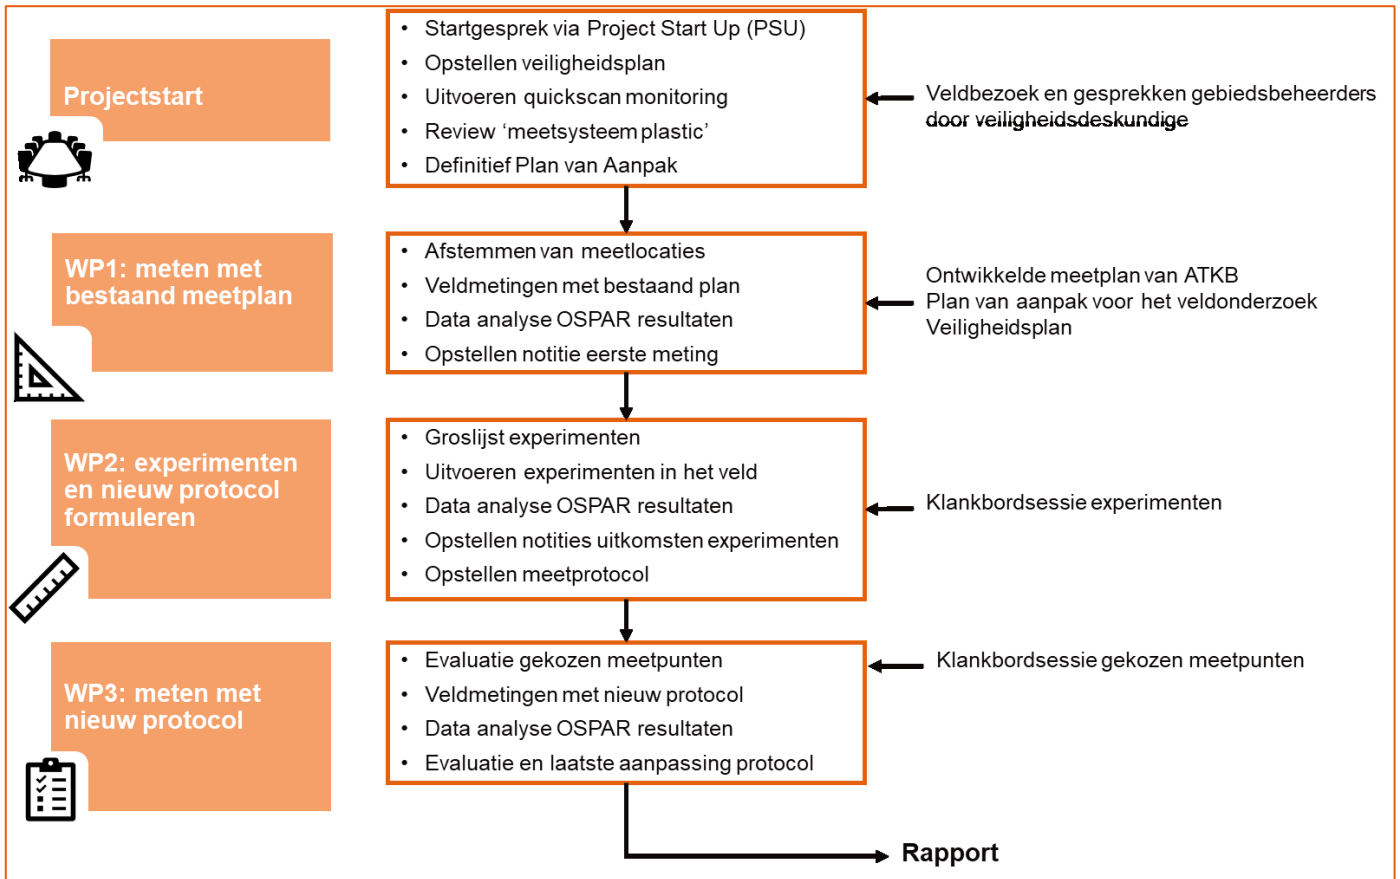 Projectstart
• Startgesprek via Project Start Up (PSU)
• Opstellen veiligheidsplan
• Uitvoeren quickscan monitoring
• Review ‘meetsysteem plastic’
• Definitief Plan van Aanpak
Veldbezoek en gesprekken gebiedsbeheerders
door veiligheidsdeskundige
WP1: meten met
bestaand meetplan
• Afstemmen van meetlocaties
• Veldmetingen met bestaand plan
• Data analyse OSPAR resultaten
• Opstellen notitie eerste meting
Ontwikkelde meetplan van ATKB
Plan van aanpak voor het veldonderzoek
Veiligheidsplan
WP2: experimenten
en nieuw protocol
formuleren
• Groslijst experimenten
• Uitvoeren experimenten in het veld
• Data analyse OSPAR resultaten
• Opstellen notities uitkomsten experimenten
• Opstellen meetprotocol
Klankbordsessie experimenten
WP3: meten met
nieuw protocol
• Evaluatie gekozen meetpunten
• Veldmetingen met nieuw protocol
• Data analyse OSPAR resultaten
• Evaluatie en laatste aanpassing protocol
Klankbordsessie gekozen meetpunten
Rapport